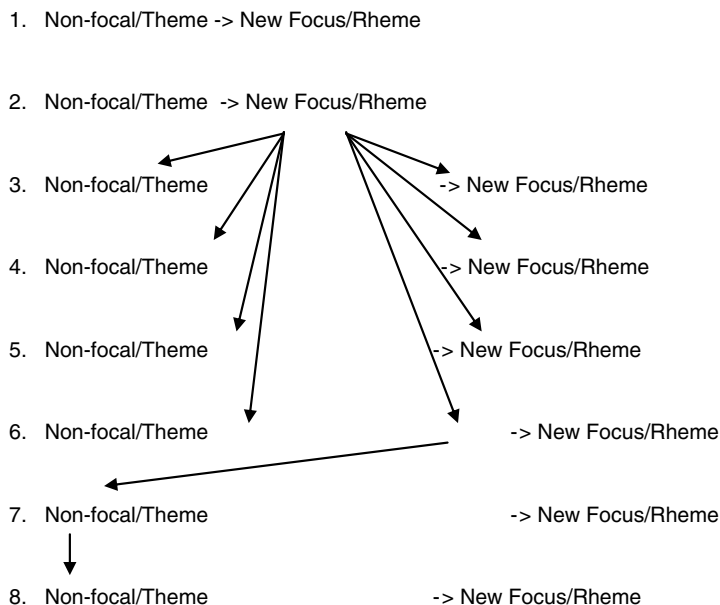 1. Non-focal/Theme -> New Focus/Rheme
2. Non-focal/Theme -> New Focus/Rheme
3. Non-focal/Theme -> New Focus/Rheme
4. Non-focal/Theme -> New Focus/Rheme
5. Non-focal/Theme -> New Focus/Rheme
6. Non-focal/Theme -> New Focus/Rheme
7. Non-focal/Theme -> New Focus/Rheme
8. Non-focal/Theme -> New Focus/Rheme